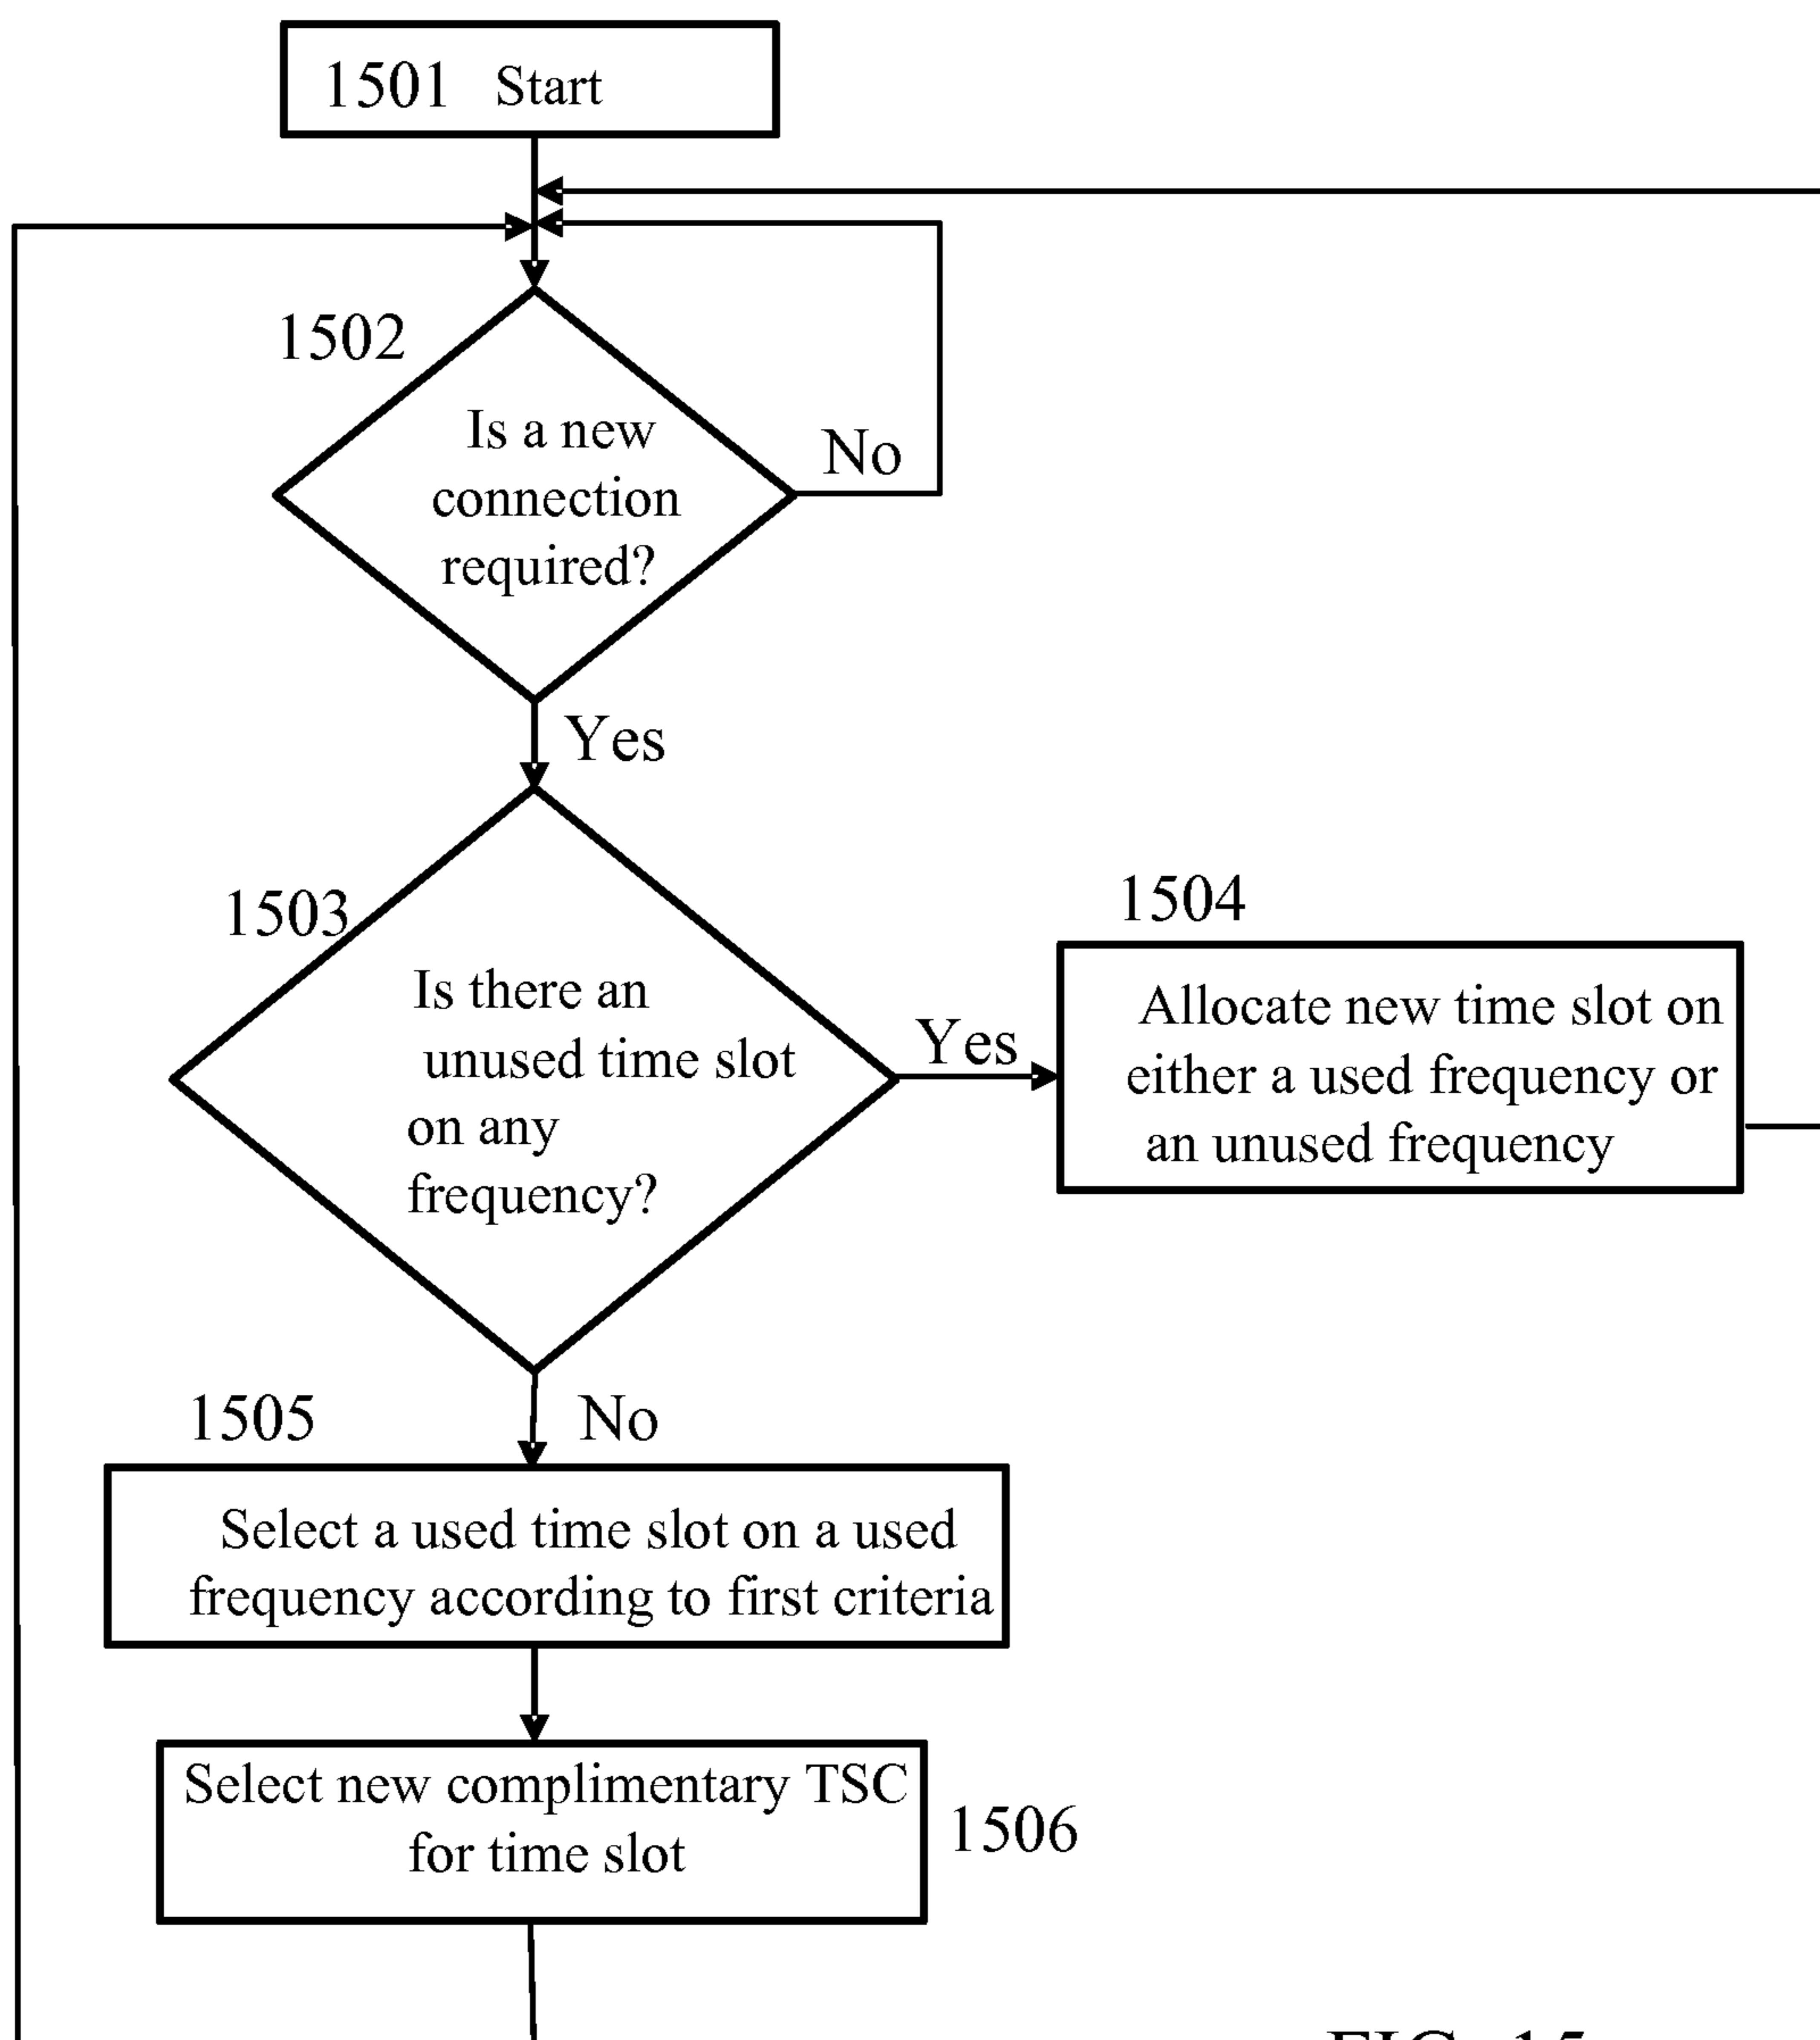 1501 Start
1502
Is a new
connection
required?
No
Yes
1503
Is there an
unused time slot
on any
frequency?
Yes
1504
Allocate new time slot on
either a used frequency or
an unused frequency
1505
No
Select a used time slot on a used
frequency according to first criteria
Select new complimentary TSC
for time slot
1506